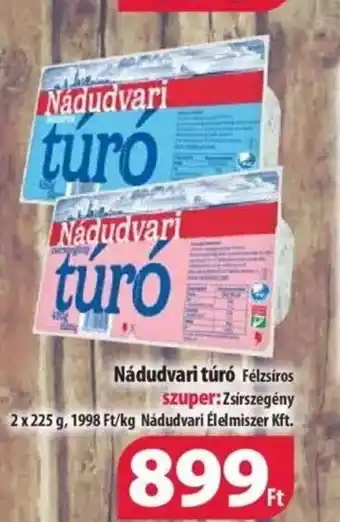 Nádudvari
túró
Nádudvari
túró
Nádudvari túró Félzsíros
szuper: Zsírszegény
2 x 225 g, 1998 Ft/kg Nádudvari Élelmiszer Kft.
899 Ft